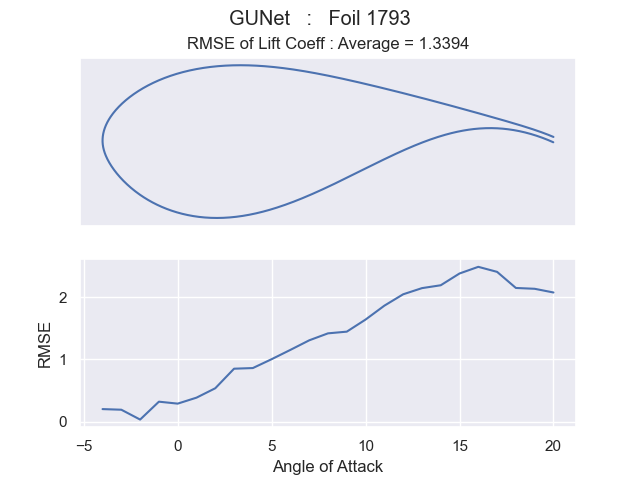 GUNet   :   Foil 1793
RMSE of Lift Coeff : Average = 1.3394
2
1
0
RMSE
−5 0 5 10 15 20
Angle of Attack